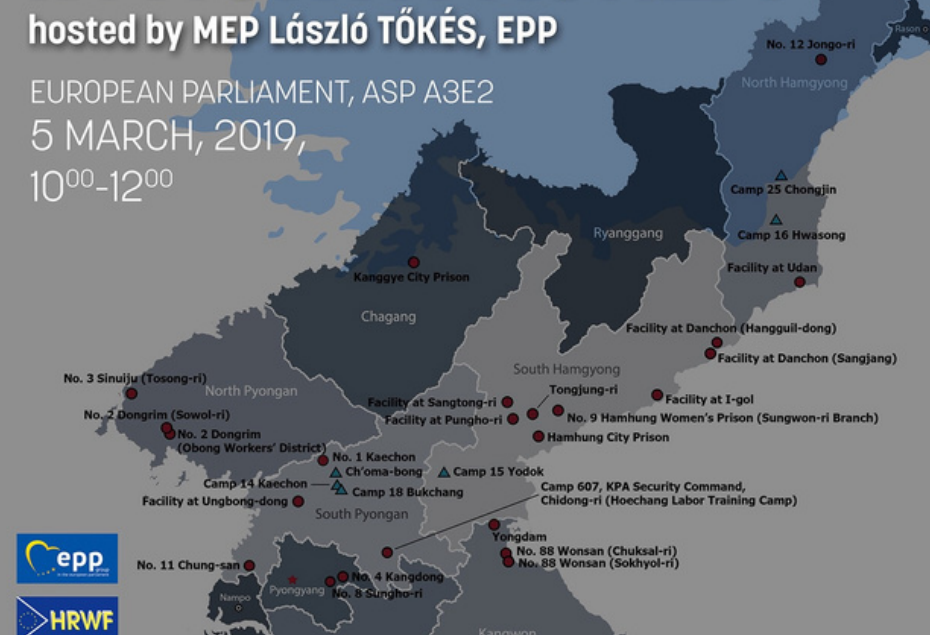 hosted by MEP László TŐKÉS, EPP
EUROPEAN PARLIAMENT, ASP A3E2
5 MARCH, 2019,
10⁰⁰-12⁰⁰
Rason
No. 12 Jongo-ri
North Hamgyong
Camp 25 Chongjin
Camp 16 Hwasong
Ryanggang
Facility at Udan
Kanggye City Prison
Chagang
Facility at Danchon (Hangguil-dong)
Facility at Danchon (Sangjang)
South Hamgyong
No. 3 Sinuiju (Tosong-ri)
North Pyongan
Tongjung-ri
Facility at Sangtong-ri
Facility at I-gol
No. 2 Dongrim (Sowol-ri)
Facility at Pungho-ri
No. 9 Hamhung Women's Prison (Sungwon-ri Branch)
No. 2 Dongrim
(Obong Workers' District)
Hamhung City Prison
No. 1 Kaechon
Ch'oma-bong
Camp 15 Yodok
Camp 14 Kaechon
Camp 18 Bukchang
Camp 607, KPA Security Command,
Chidong-ri (Hoechang Labor Training Camp)
Facility at Ungbong-dong
South Pyongan
Yongdam
No. 88 Wonsan (Chuksal-ri)
No. 88 Wonsan (Sokhyol-ri)
epp
group
in the european parliament
No. 11 Chung-san
No. 4 Kangdong
Pyongyang
No. 8 Sungho-ri
Nampo
HRWF
Kangwon